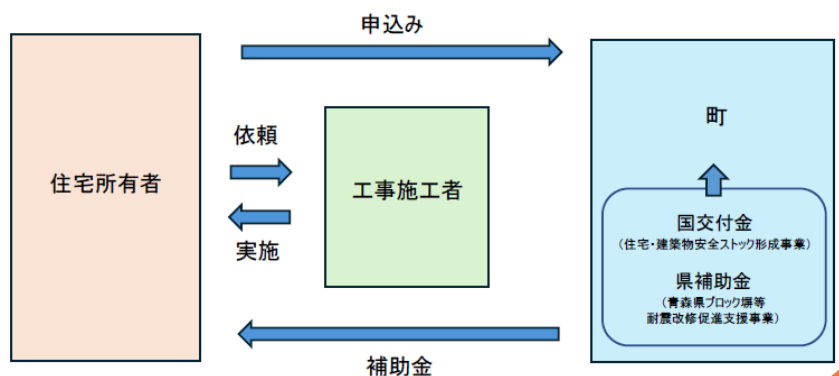 申込み
町
依頼
住宅所有者
工事施工者
実施
国交付金
(住宅・建築物安全ストック形成事業)
県補助金
(青森県ブロック塀等
耐震改修促進支援事業)
補助金